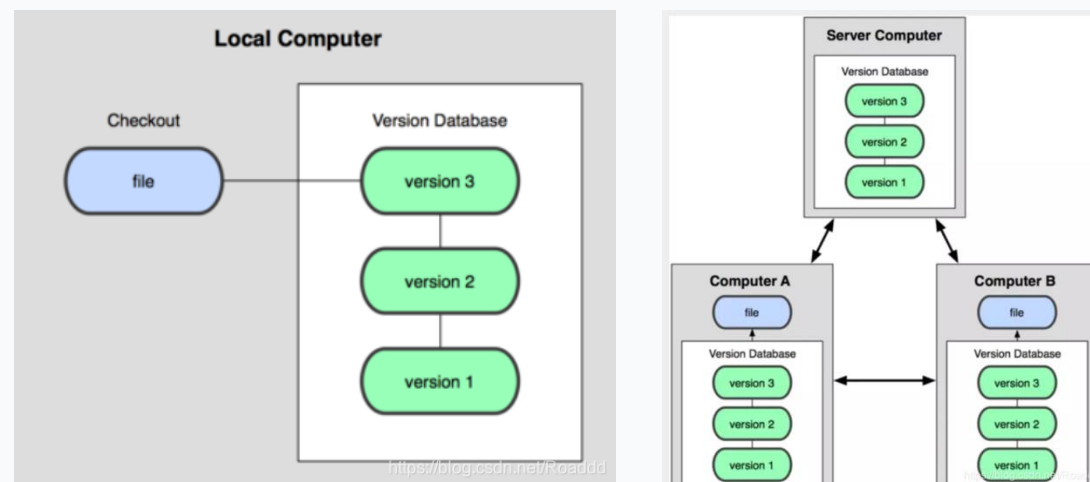 Local Computer
Checkout
Version Database
file
version 3
version 2
version 1
https://blog.csdn.net/Roaddd
Server Computer
Version Database
version 3
version 2
version 1
Computer A
file
Version Database
version 3
version 2
version 1
Computer B
file
Version Database
version 3
version 2
version 1